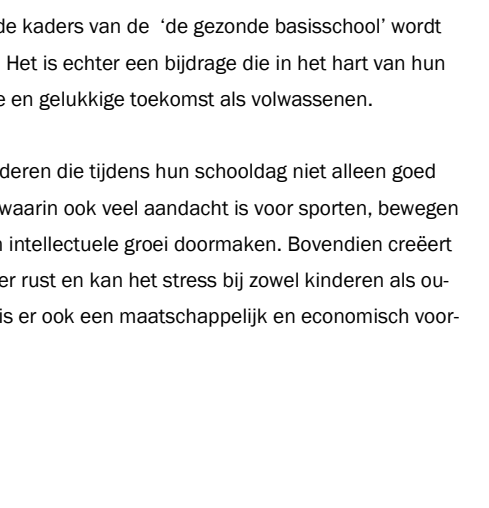 de kaders van de ‘de gezonde basisschool’ wordt
Het is echter een bijdrage die in het hart van hun
e en gelukkige toekomst als volwassenen.
deren die tijdens hun schooldag niet alleen goed
waarin ook veel aandacht is voor sporten, bewegen
intellectuele groei doormaken. Bovendien creëert
er rust en kan het stress bij zowel kinderen als ou-
is er ook een maatschappelijk en economisch voor-